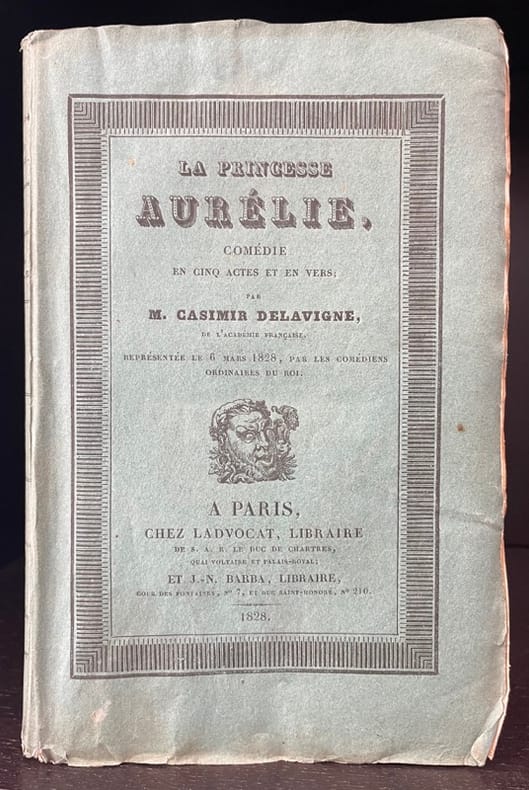 LA PRINCESSE
AURÉLIE,
COMÉDIE
EN CINQ ACTES ET EN VERS;
PAR
M. CASIMIR DELAVIGNE,
DE L'ACADÉMIE FRANÇAISE,
REPRÉSENTÉE LE 6 MARS 1828, PAR LES COMÉDIENS
ORDINAIRES DU ROI.
A PARIS,
CHEZ LADVOCAT, LIBRAIRE
DE S. A. R. LE DUC DE CHARTRES,
QUAI VOLTAIRE ET PALAIS-ROYAL;
ET J.-N. BARBA, LIBRAIRE,
COUR DES FONTAINES, Nº 7, ET RUE SAINT-HONORÉ, Nº 210.
1828.